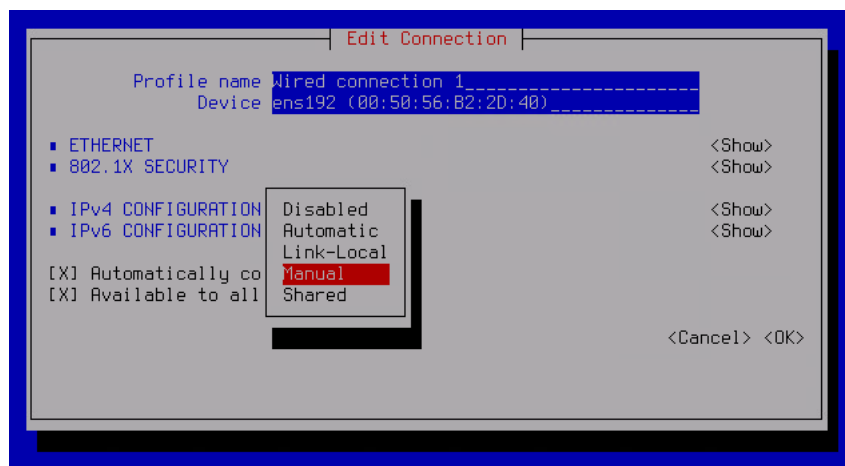 Edit Connection
Profile name Wired connection 1____________________
Device ens192 (00:50:56:B2:2D:40)______________
ETHERNET <Show>
802.1X SECURITY <Show>
IPv4 CONFIGURATION Disabled <Show>
IPv6 CONFIGURATION Automatic <Show>
Link-Local
[X] Automatically co Manual
[X] Available to all Shared
<Cancel> <OK>